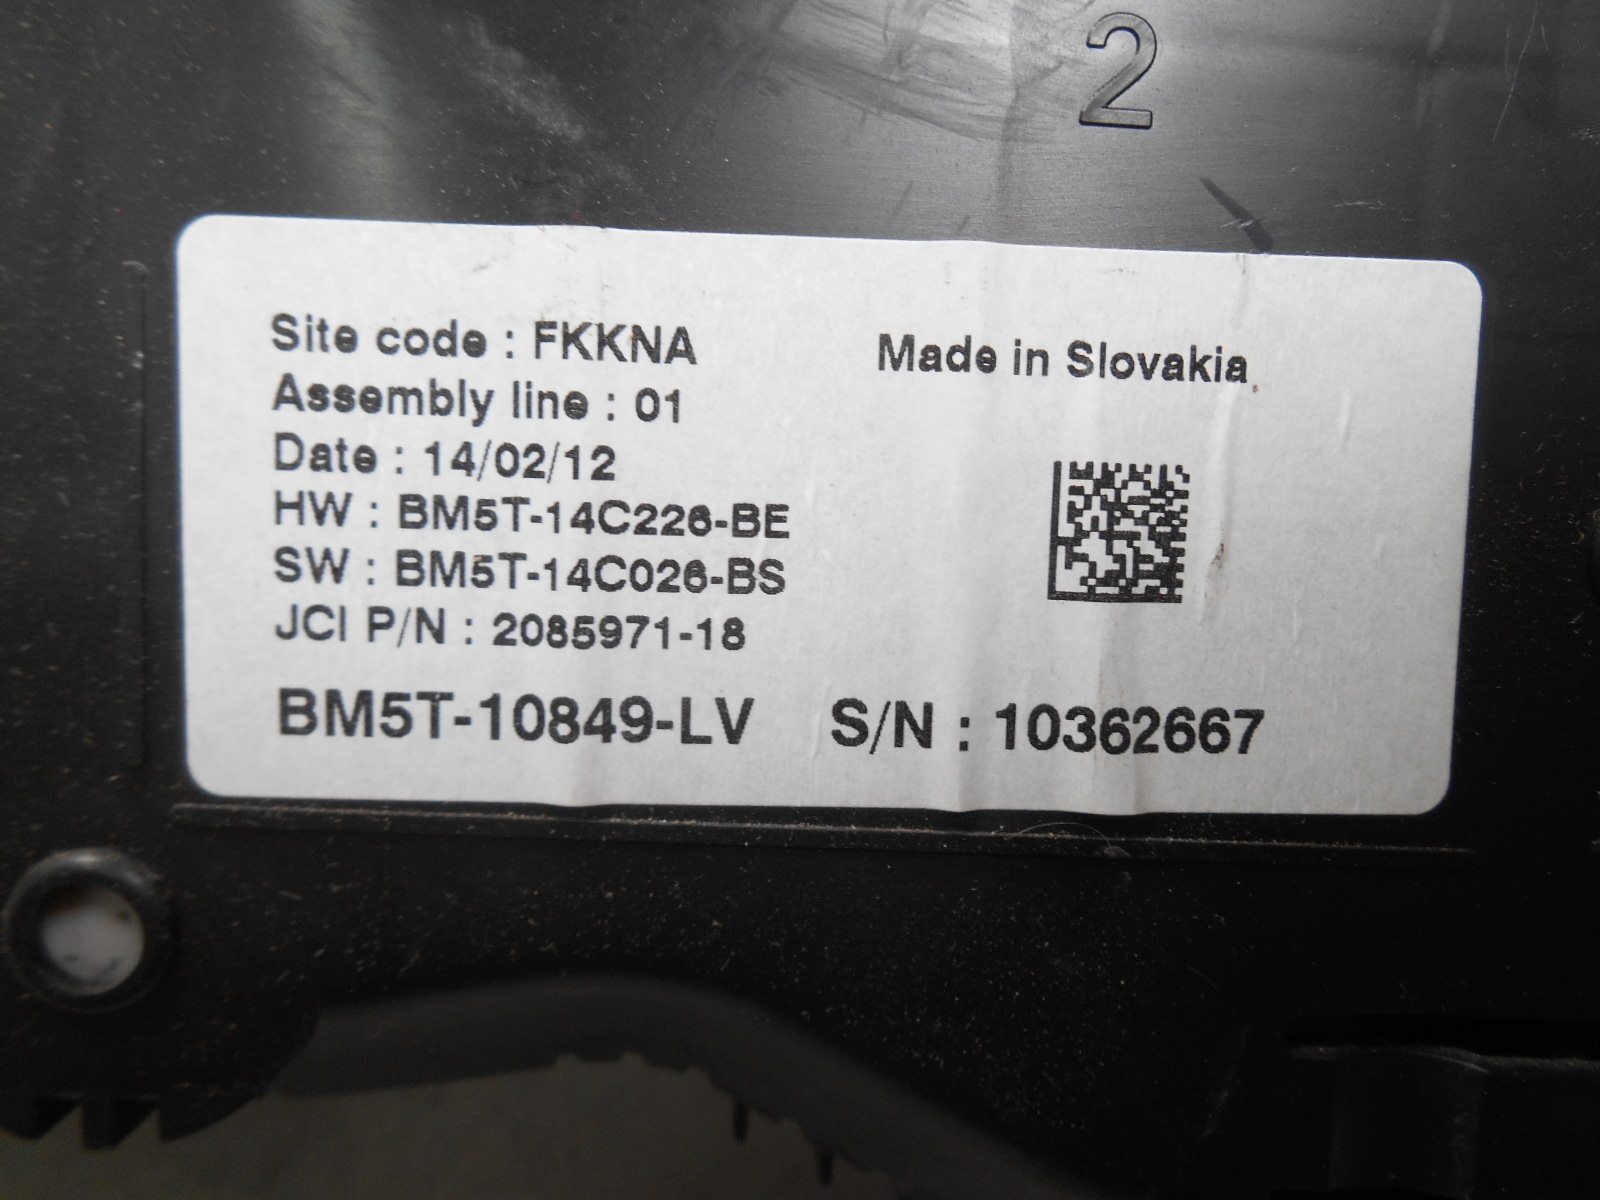 2
Site code : FKKNA
Made in Slovakia
Assembly line : 01
Date : 14/02/12
HW : BM5T-14C226-BE
SW : BM5T-14C026-BS
JCI P/N : 2085971-18
BM5T-10849-LV S/N : 10362667